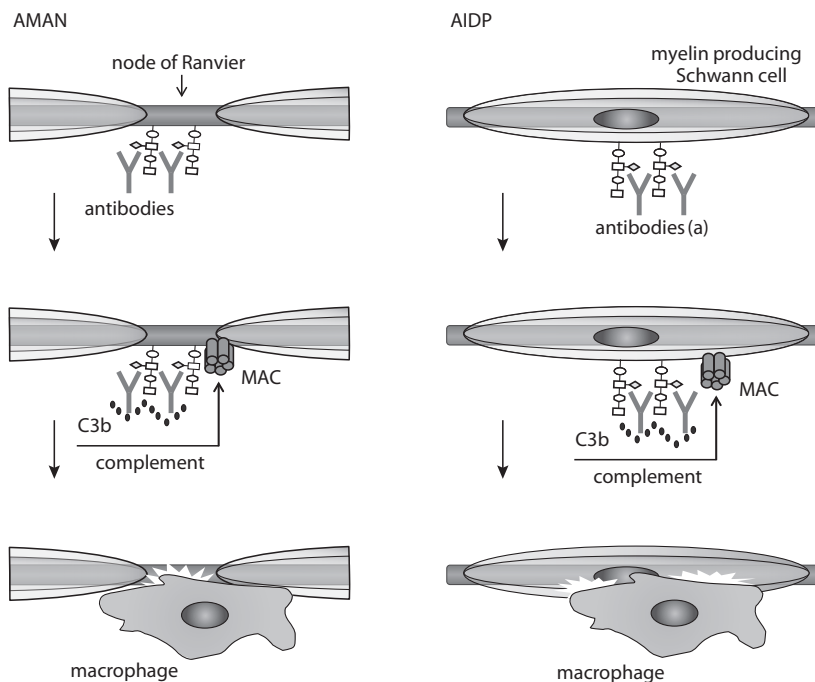 AMAN
node of Ranvier
antibodies
C3b
MAC
complement
macrophage
AIDP
myelin producing
Schwann cell
antibodies (a)
C3b
MAC
complement
macrophage